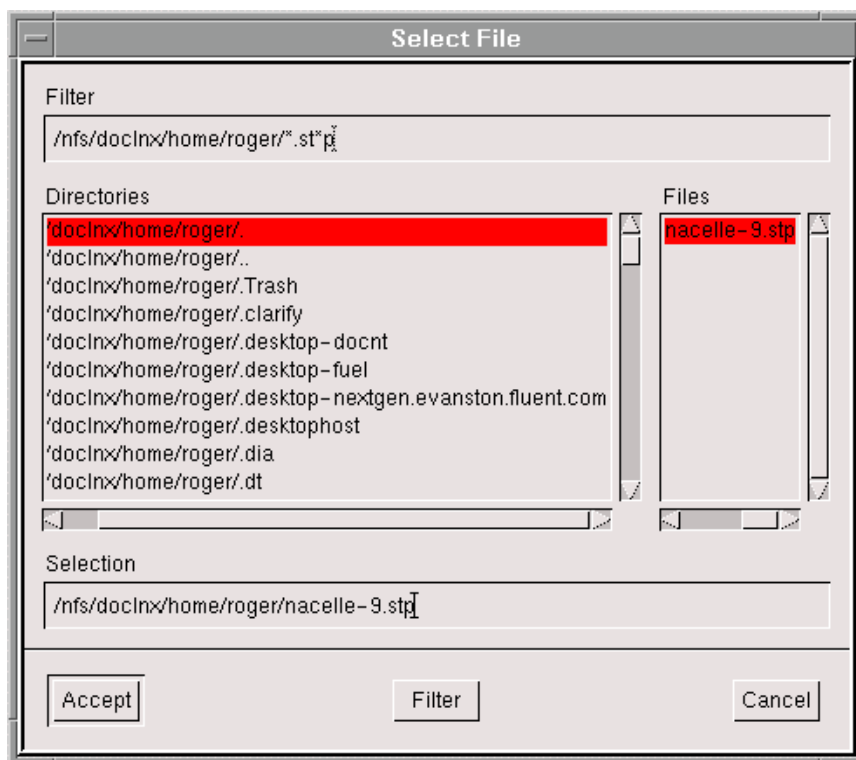 Select File
Filter
/nfs/doclnx/home/roger/*.st*p
Directories
Files
'doclnx/home/roger/.
'doclnx/home/roger/..
'doclnx/home/roger/.Trash
'doclnx/home/roger/.clarify
'doclnx/home/roger/.desktop-docnt
'doclnx/home/roger/.desktop-fuel
'doclnx/home/roger/.desktop-nextgen.evanston.fluent.com
'doclnx/home/roger/.desktophost
'doclnx/home/roger/.dia
'doclnx/home/roger/.dt
nacelle-9.stp
Selection
/nfs/doclnx/home/roger/nacelle-9.stp
Accept
Filter
Cancel